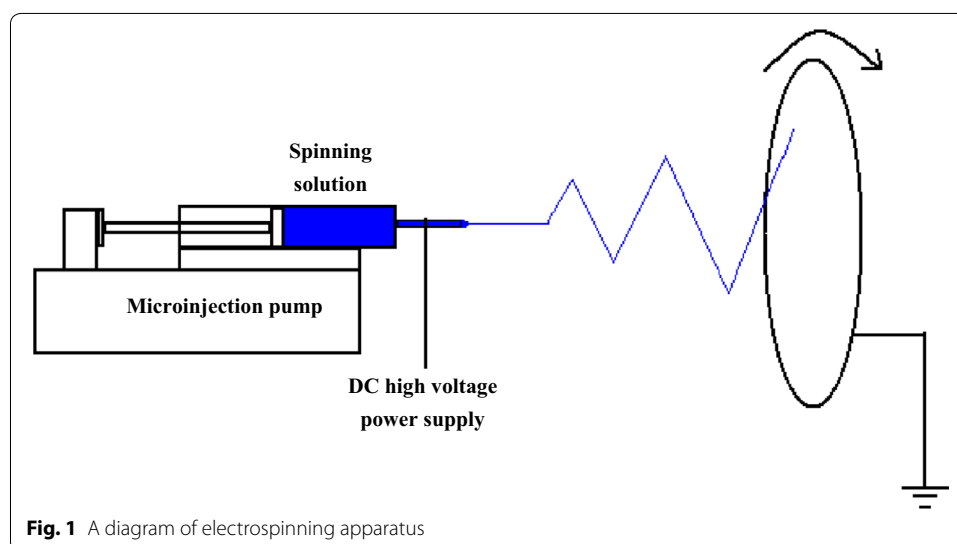 Spinning
solution
Microinjection pump
DC high voltage
power supply
Fig. 1 A diagram of electrospinning apparatus